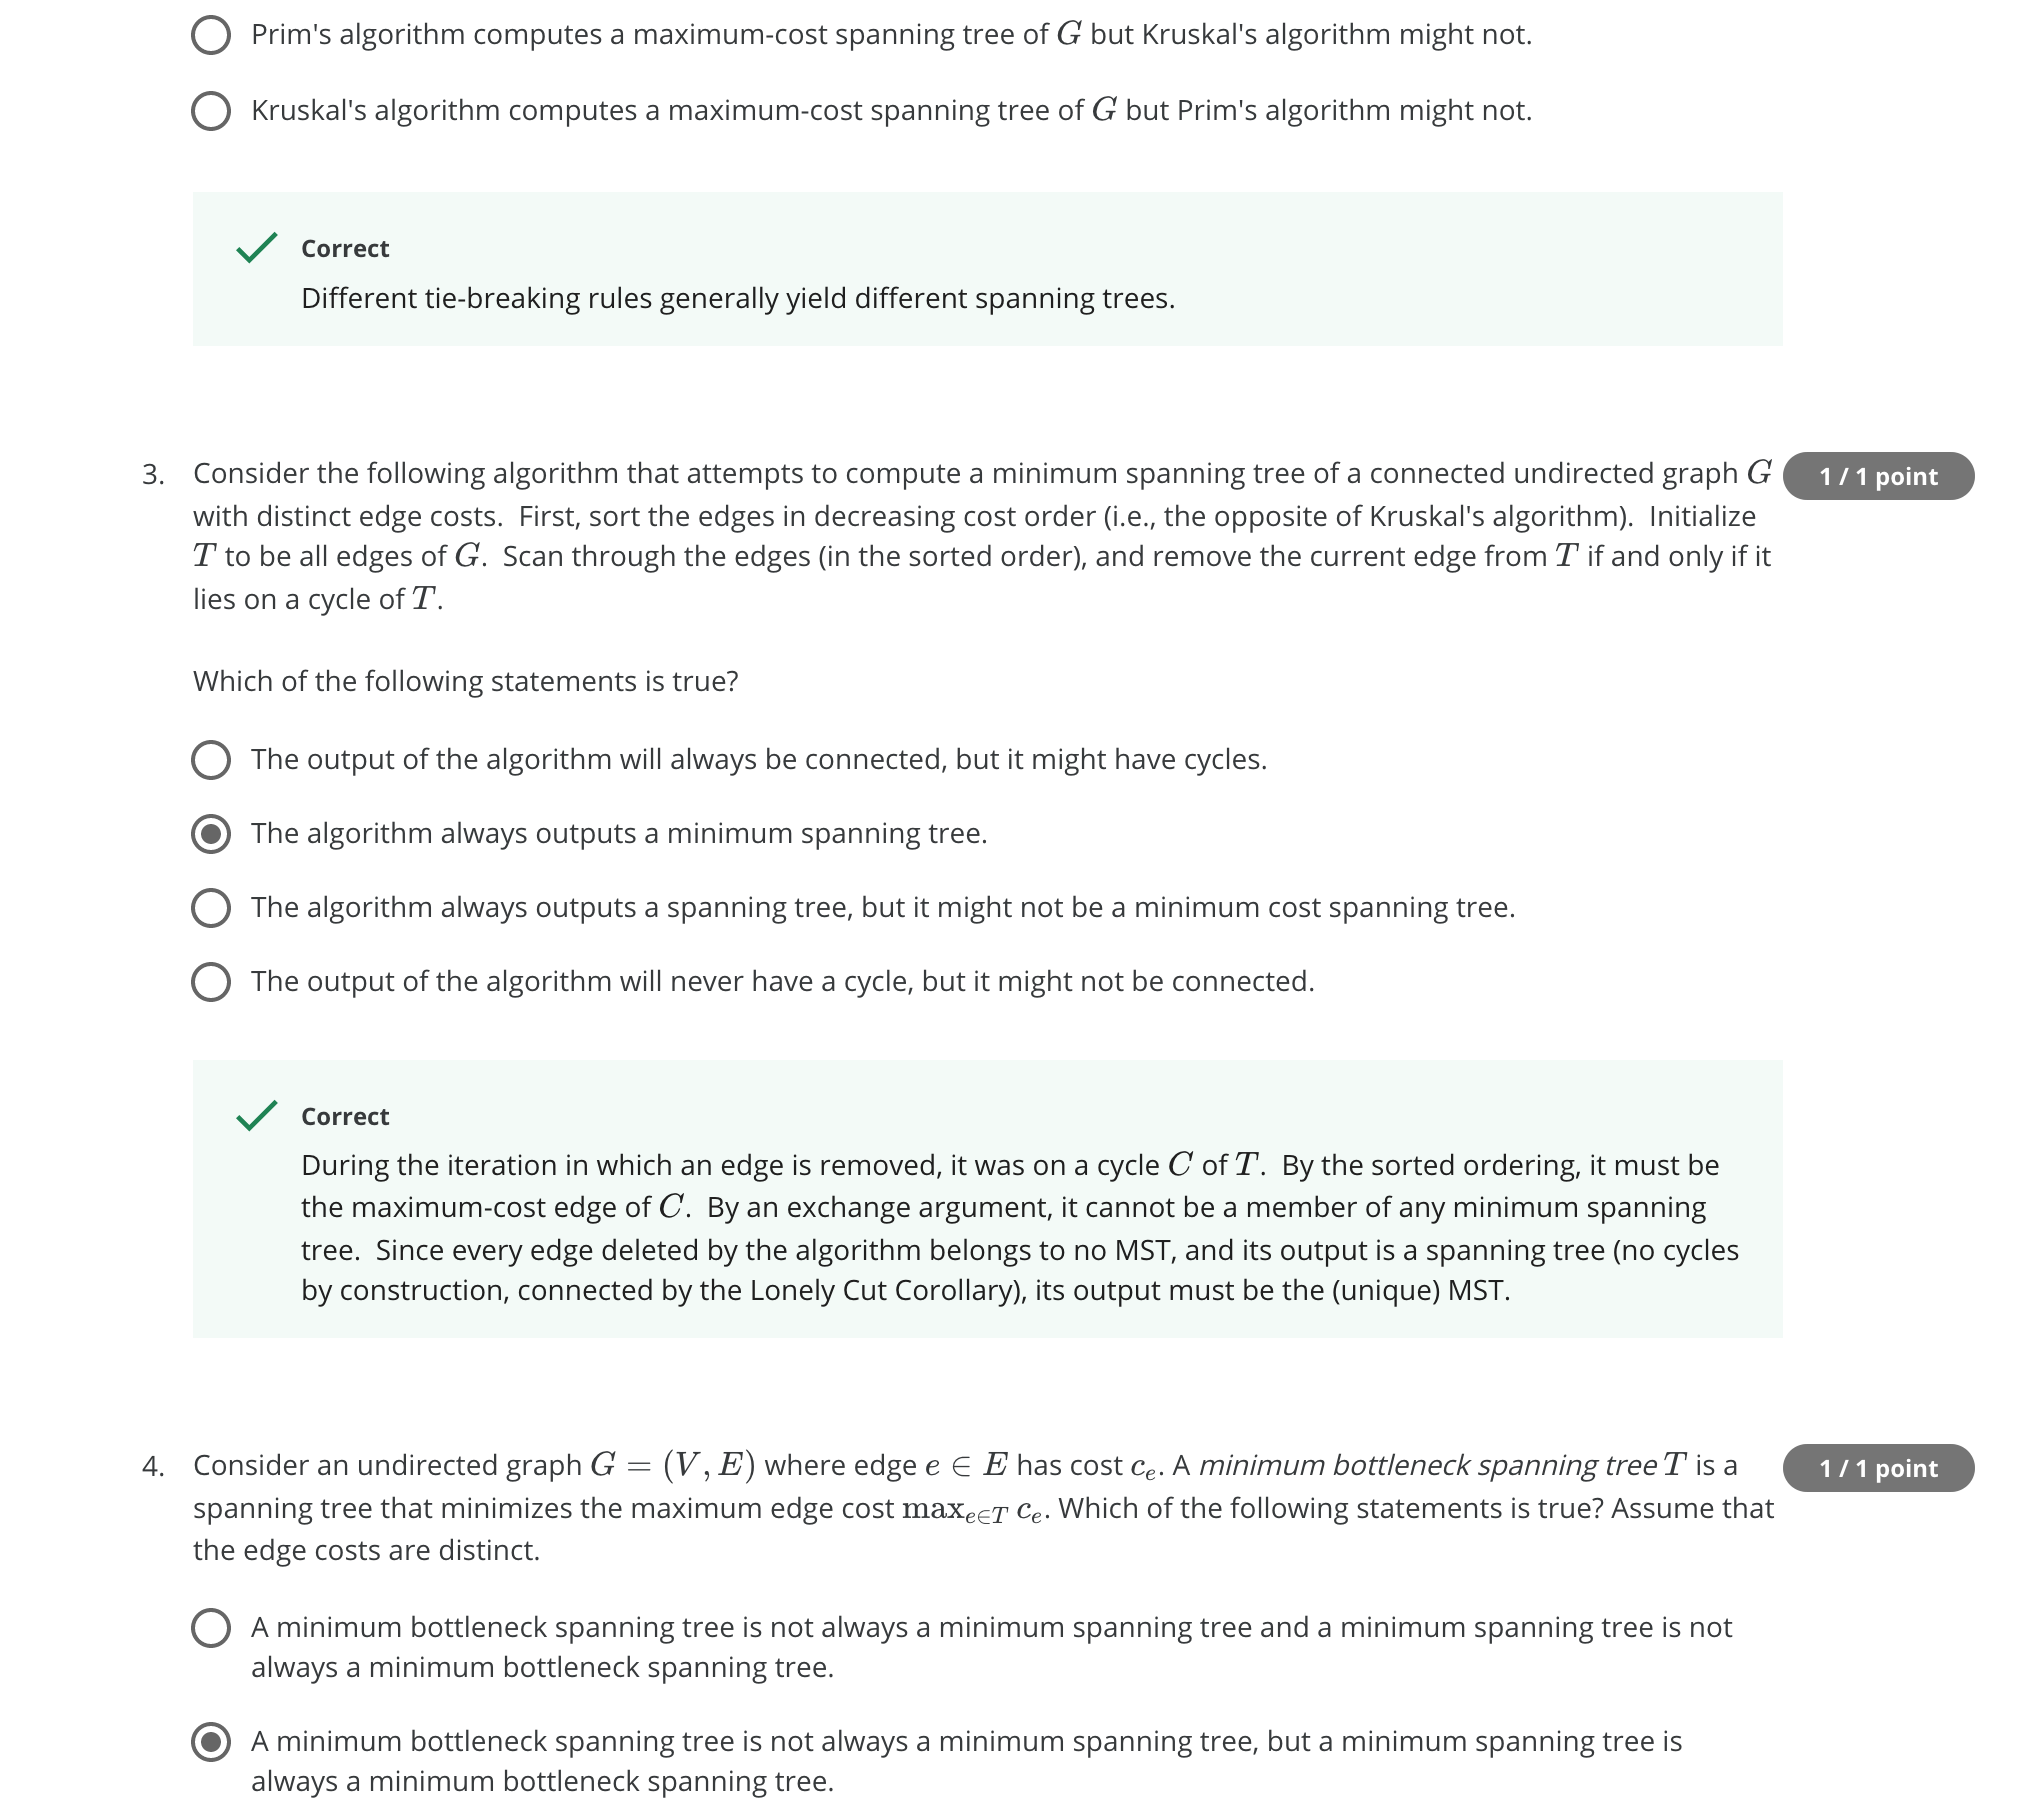 Prim's algorithm computes a maximum-cost spanning tree of G but Kruskal's algorithm might not.
Kruskal's algorithm computes a maximum-cost spanning tree of G but Prim's algorithm might not.
Correct
Different tie-breaking rules generally yield different spanning trees.
3. Consider the following algorithm that attempts to compute a minimum spanning tree of a connected undirected graph G 1 / 1 point
with distinct edge costs. First, sort the edges in decreasing cost order (i.e., the opposite of Kruskal's algorithm). Initialize
T to be all edges of G. Scan through the edges (in the sorted order), and remove the current edge from T if and only if it
lies on a cycle of T.
Which of the following statements is true?
The output of the algorithm will always be connected, but it might have cycles.
The algorithm always outputs a minimum spanning tree.
The algorithm always outputs a spanning tree, but it might not be a minimum cost spanning tree.
The output of the algorithm will never have a cycle, but it might not be connected.
Correct
During the iteration in which an edge is removed, it was on a cycle C of T. By the sorted ordering, it must be
the maximum-cost edge of C. By an exchange argument, it cannot be a member of any minimum spanning
tree. Since every edge deleted by the algorithm belongs to no MST, and its output is a spanning tree (no cycles
by construction, connected by the Lonely Cut Corollary), its output must be the (unique) MST.
4. Consider an undirected graph G = (V, E) where edge e ∈ E has cost cₑ. A minimum bottleneck spanning tree T is a 1 / 1 point
spanning tree that minimizes the maximum edge cost max_{e∈T} cₑ. Which of the following statements is true? Assume that
the edge costs are distinct.
A minimum bottleneck spanning tree is not always a minimum spanning tree and a minimum spanning tree is not
always a minimum bottleneck spanning tree.
A minimum bottleneck spanning tree is not always a minimum spanning tree, but a minimum spanning tree is
always a minimum bottleneck spanning tree.